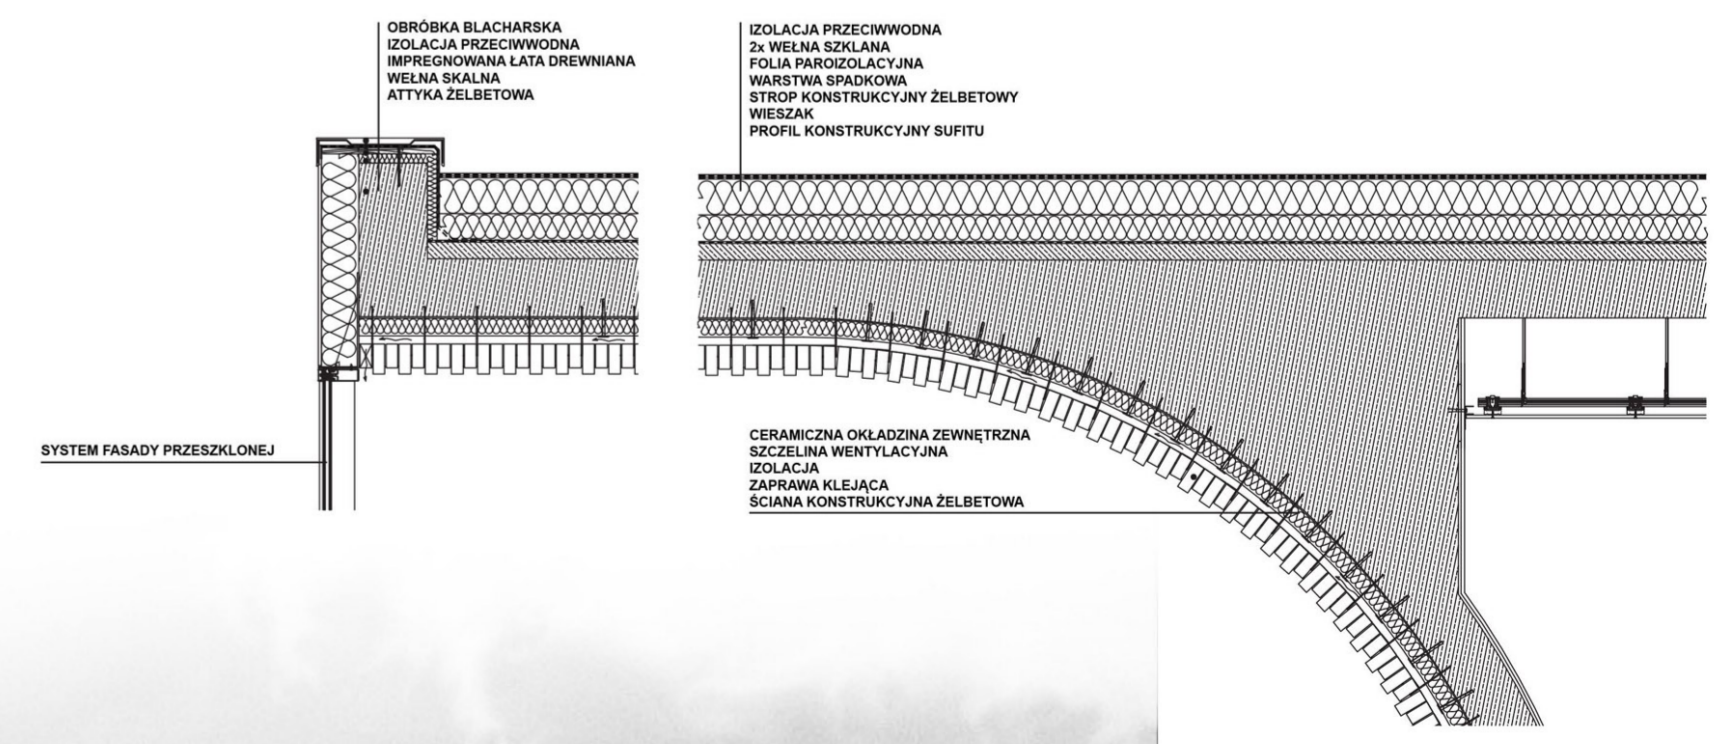 OBRÓBKA BLACHARSKA
IZOLACJA PRZECIWWODNA
IMPREGNOWANA ŁATA DREWNIANA
WEŁNA SKALNA
ATTYKA ŻELBETOWA
IZOLACJA PRZECIWWODNA
2x WEŁNA SZKLANA
FOLIA PAROIZOLACYJNA
WARSTWA SPADKOWA
STROP KONSTRUKCYJNY ŻELBETOWY
WIESZAK
PROFIL KONSTRUKCYJNY SUFITU
SYSTEM FASADY PRZESZKLONEJ
CERAMICZNA OKŁADZINA ZEWNĘTRZNA
SZCZELINA WENTYLACYJNA
IZOLACJA
ZAPRAWA KLEJĄCA
ŚCIANA KONSTRUKCYJNA ŻELBETOWA